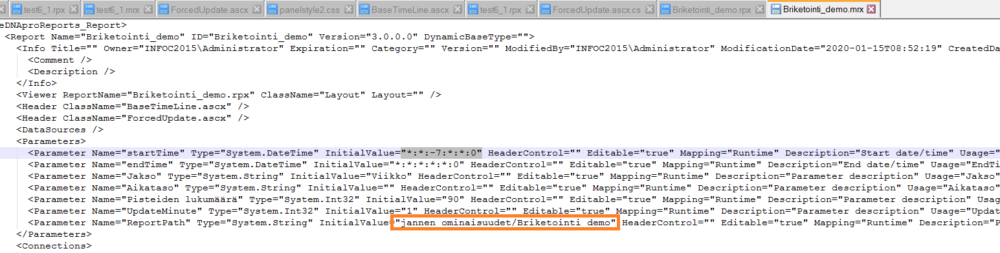 test6_1.rpx test6_1.mrx ForcedUpdate.ascx panelstyle2.css BaseTimeLine.ascx test6_1.rpx ForcedUpdate.ascx.cs Briketointi_demo.rpx Briketointi_demo.mrx
eDNAproReports_Report>
<Report Name="Briketointi_demo" ID="Briketointi_demo" Version="3.0.0.0" DynamicBaseType="">
<Info Title="" Owner="INFOC2015\Administrator" Expiration="" Category="" Version="" ModifiedBy="INFOC2015\Administrator" ModificationDate="2020-01-15T08:52:19" CreatedDa
<Comment />
<Description />
</Info>
<Viewer ReportName="Briketointi_demo.rpx" ClassName="Layout" Layout="" />
<Header ClassName="BaseTimeLine.ascx" />
<Header ClassName="ForcedUpdate.ascx" />
<DataSources />
<Parameters>
<Parameter Name="startTime" Type="System.DateTime" InitialValue="*:*:-7:*:*:0" HeaderControl="" Editable="true" Mapping="Runtime" Description="Start date/time" Usage="
<Parameter Name="endTime" Type="System.DateTime" InitialValue="*:*:*:*:*:0" HeaderControl="" Editable="true" Mapping="Runtime" Description="End date/time" Usage="EndTi
<Parameter Name="Jakso" Type="System.String" InitialValue="Viikko" HeaderControl="" Editable="true" Mapping="Runtime" Description="Parameter description" Usage="Jakso"
<Parameter Name="Aikataso" Type="System.String" InitialValue="" HeaderControl="" Editable="true" Mapping="Runtime" Description="Parameter description" Usage="Aikataso"
<Parameter Name="Pisteiden lukumäärä" Type="System.Int32" InitialValue="90" HeaderControl="" Editable="true" Mapping="Runtime" Description="Parameter description" Usage
<Parameter Name="UpdateMinute" Type="System.Int32" InitialValue="1" HeaderControl="" Editable="true" Mapping="Runtime" Description="Parameter description" Usage="Updat
<Parameter Name="ReportPath" Type="System.String" InitialValue="jannen ominaisuudet/Briketointi demo" HeaderControl="" Editable="true" Mapping="Runtime" Description="P
</Parameters>
<Connections>